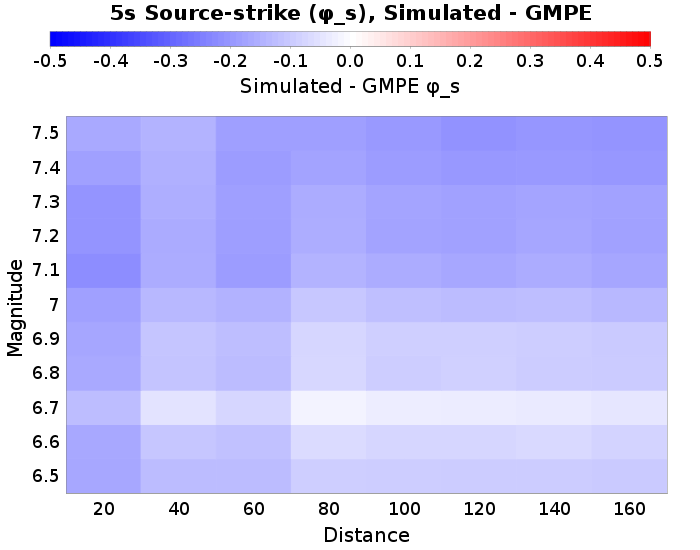 5s Source-strike (φ_s), Simulated - GMPE
-0.5 -0.4 -0.3 -0.2 -0.1 0.0 0.1 0.2 0.3 0.4 0.5
Simulated - GMPE φ_s
7.5
7.4
7.3
7.2
7.1
7
6.9
6.8
6.7
6.6
6.5
Magnitude
20 40 60 80 100 120 140 160
Distance